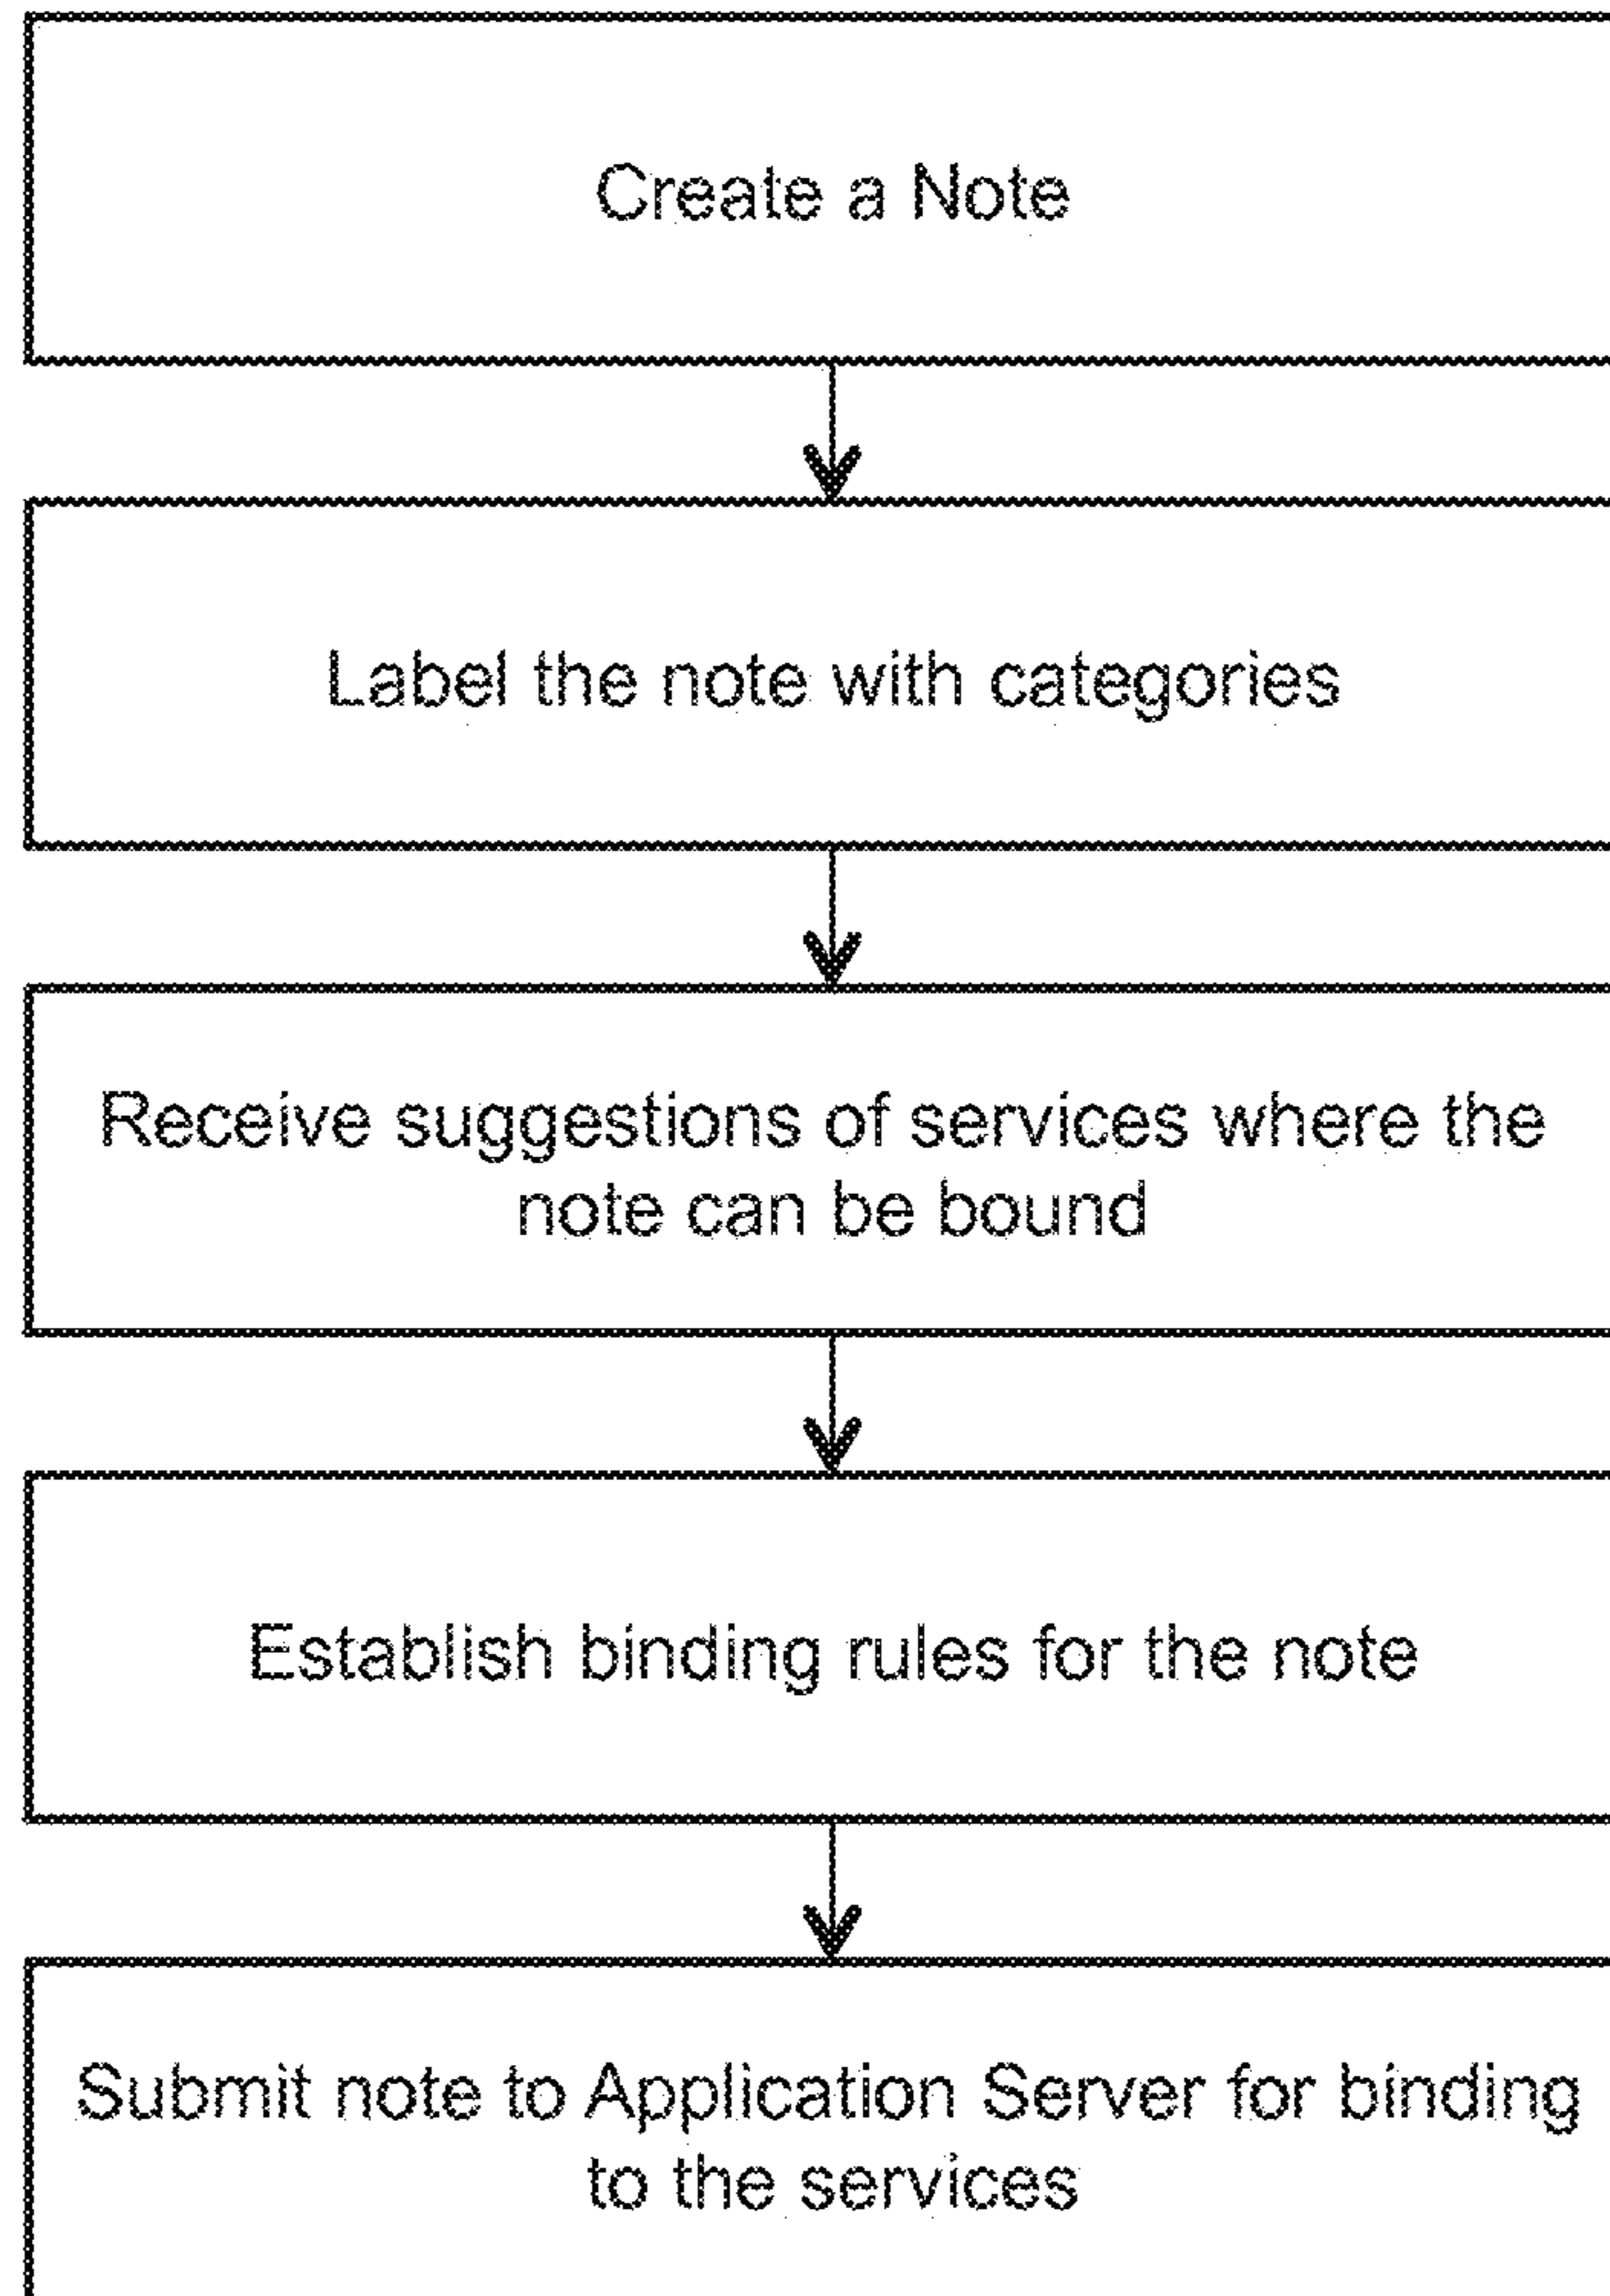 Create a Note
Label the note with categories
Receive suggestions of services where the
note can be bound
Establish binding rules for the note
Submit note to Application Server for binding
to the services